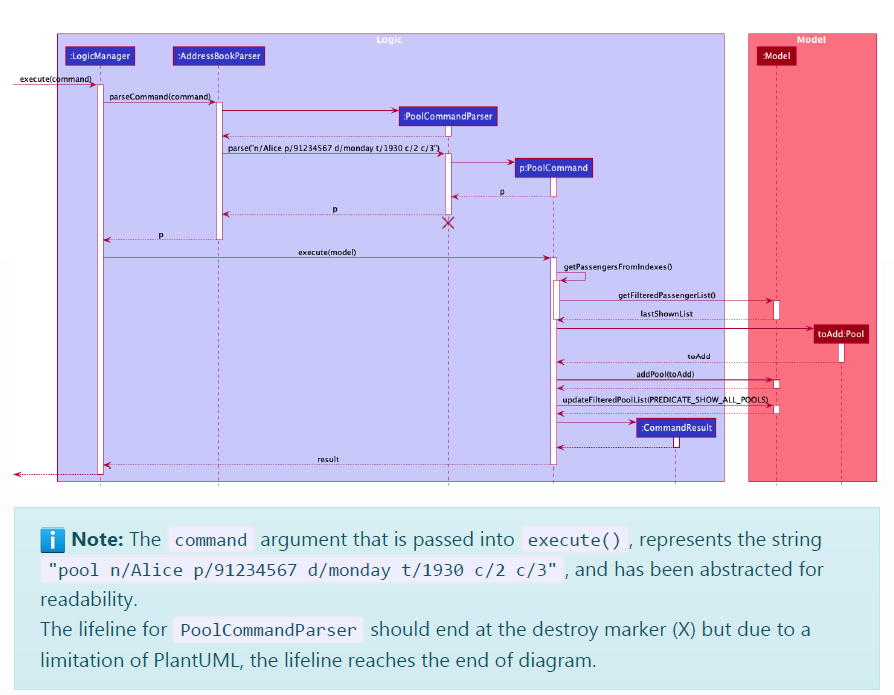 Logic
Model
:LogicManager
:AddressBookParser
:Model
execute(command)
parseCommand(command)
:PoolCommandParser
parse("n/Alice p/91234567 d/monday t/1930 c/2 c/3")
p:PoolCommand
p
p
p
execute(model)
getPassengersFromIndexes()
getFilteredPassengerList()
lastShownList
toAdd:Pool
toAdd
addPool(toAdd)
updateFilteredPoolList(PREDICATE_SHOW_ALL_POOLS)
:CommandResult
result
i Note: The command argument that is passed into execute() , represents the string
"pool n/Alice p/91234567 d/monday t/1930 c/2 c/3" , and has been abstracted for
readability.
The lifeline for PoolCommandParser should end at the destroy marker (X) but due to a
limitation of PlantUML, the lifeline reaches the end of diagram.